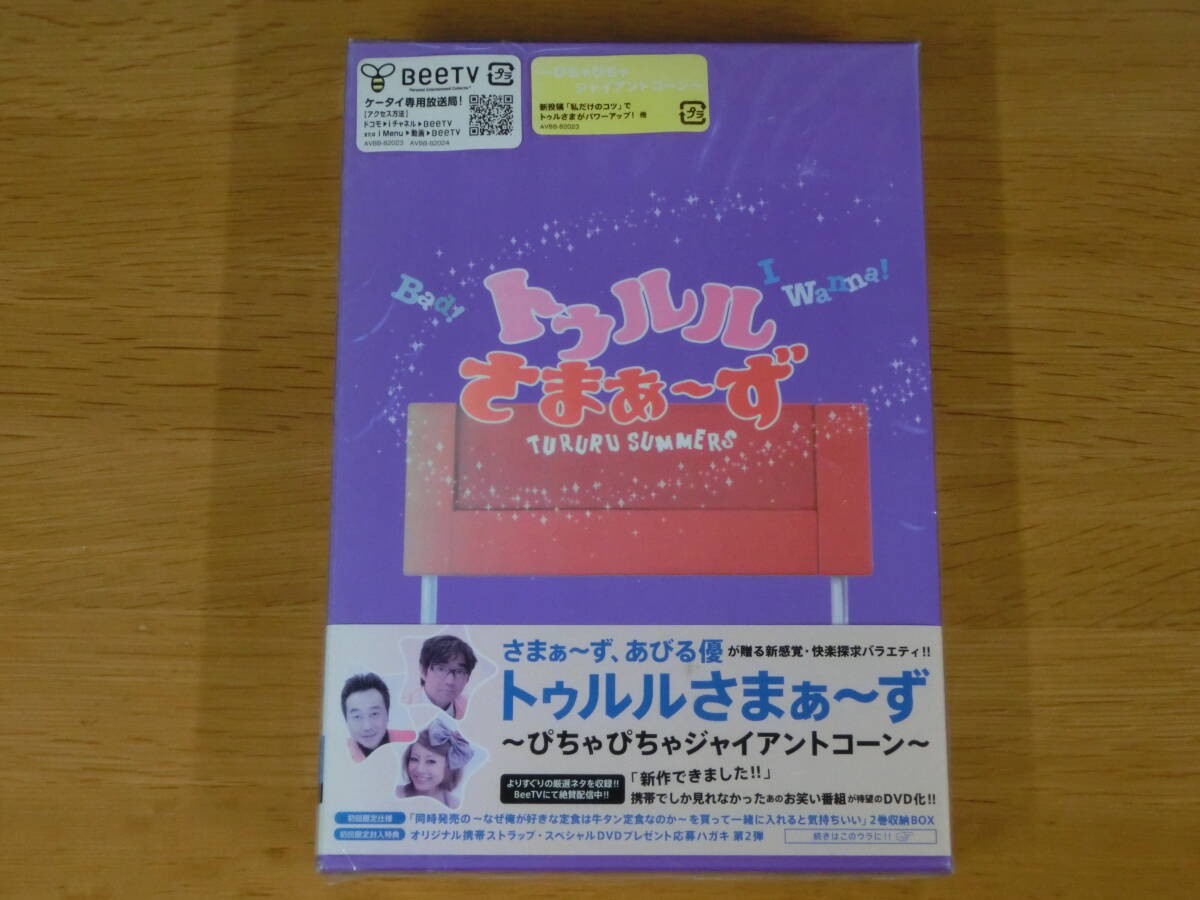 BeeTV
プラ
ケータイ専用放送局!
[アクセス方法]
ドコモ▶iチャネル▶BeeTV
または i Menu▶動画▶BeeTV
AVBB-82023 AVBB-82024
〜ぴちゃぴちゃ
ジャイアントコーン〜
新投稿「私だけのコツ」で
トゥルさまがパワーアップ! 他
AVBB-82023
プラ
Bad!
I Wanna!
トゥルル
さまぁ〜ず
TURURU SUMMERS
さまぁ〜ず、あびる優が贈る新感覚・快楽探求バラエティ!!
トゥルルさまぁ〜ず
〜ぴちゃぴちゃジャイアントコーン〜
よりすぐりの厳選ネタを収録!!
BeeTVにて絶賛配信中!!
「新作できました!!」
携帯でしか見れなかったあのお笑い番組が待望のDVD化!!
初回限定仕様 「同時発売の〜なぜ俺が好きな定食は牛タン定食なのか〜を買って一緒に入れると気持ちいい」2巻収納BOX
初回限定封入特典 オリジナル携帯ストラップ・スペシャルDVDプレゼント応募ハガキ 第2弾
続きはこのウラに!!